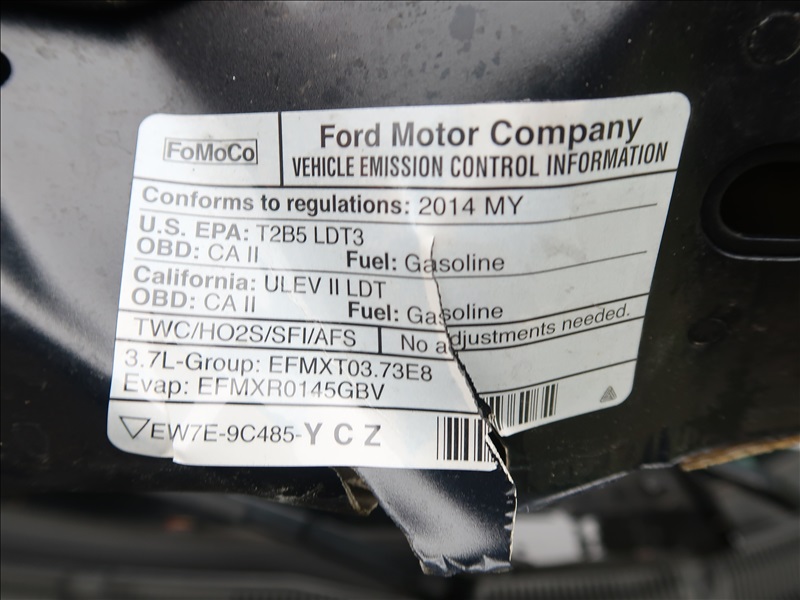 FoMoCo
Ford Motor Company
VEHICLE EMISSION CONTROL INFORMATION
Conforms to regulations: 2014 MY
U.S. EPA: T2B5 LDT3
OBD: CA II Fuel: Gasoline
California: ULEV II LDT
OBD: CA II Fuel: Gasoline
TWC/HO2S/SFI/AFS No adjustments needed.
3.7L-Group: EFMXT03.73E8
Evap: EFMXR0145GBV
EW7E-9C485-YCZ